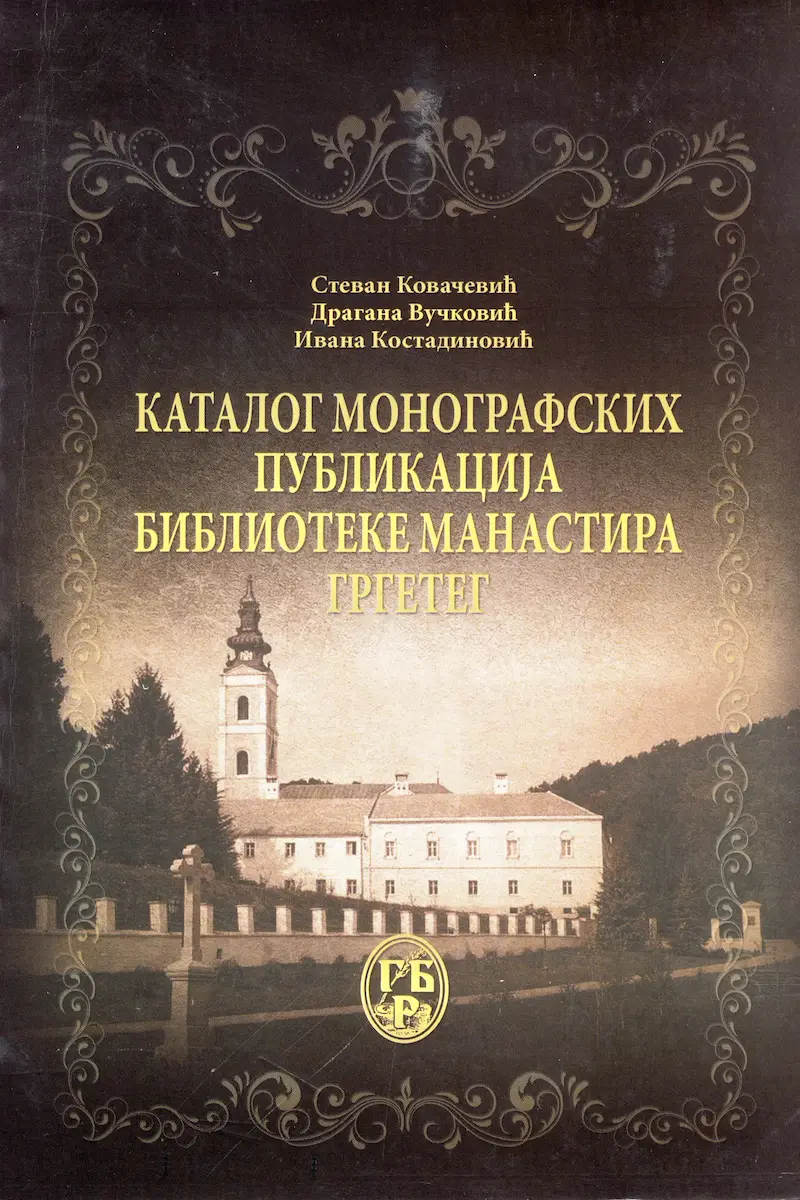 Стеван Ковачевић
Драгана Вучковић
Ивана Костадиновић
КАТАЛОГ МОНОГРАФСКИХ
ПУБЛИКАЦИЈА
БИБЛИОТЕКЕ МАНАСТИРА
ГРГЕТЕГ
Г Б
Р